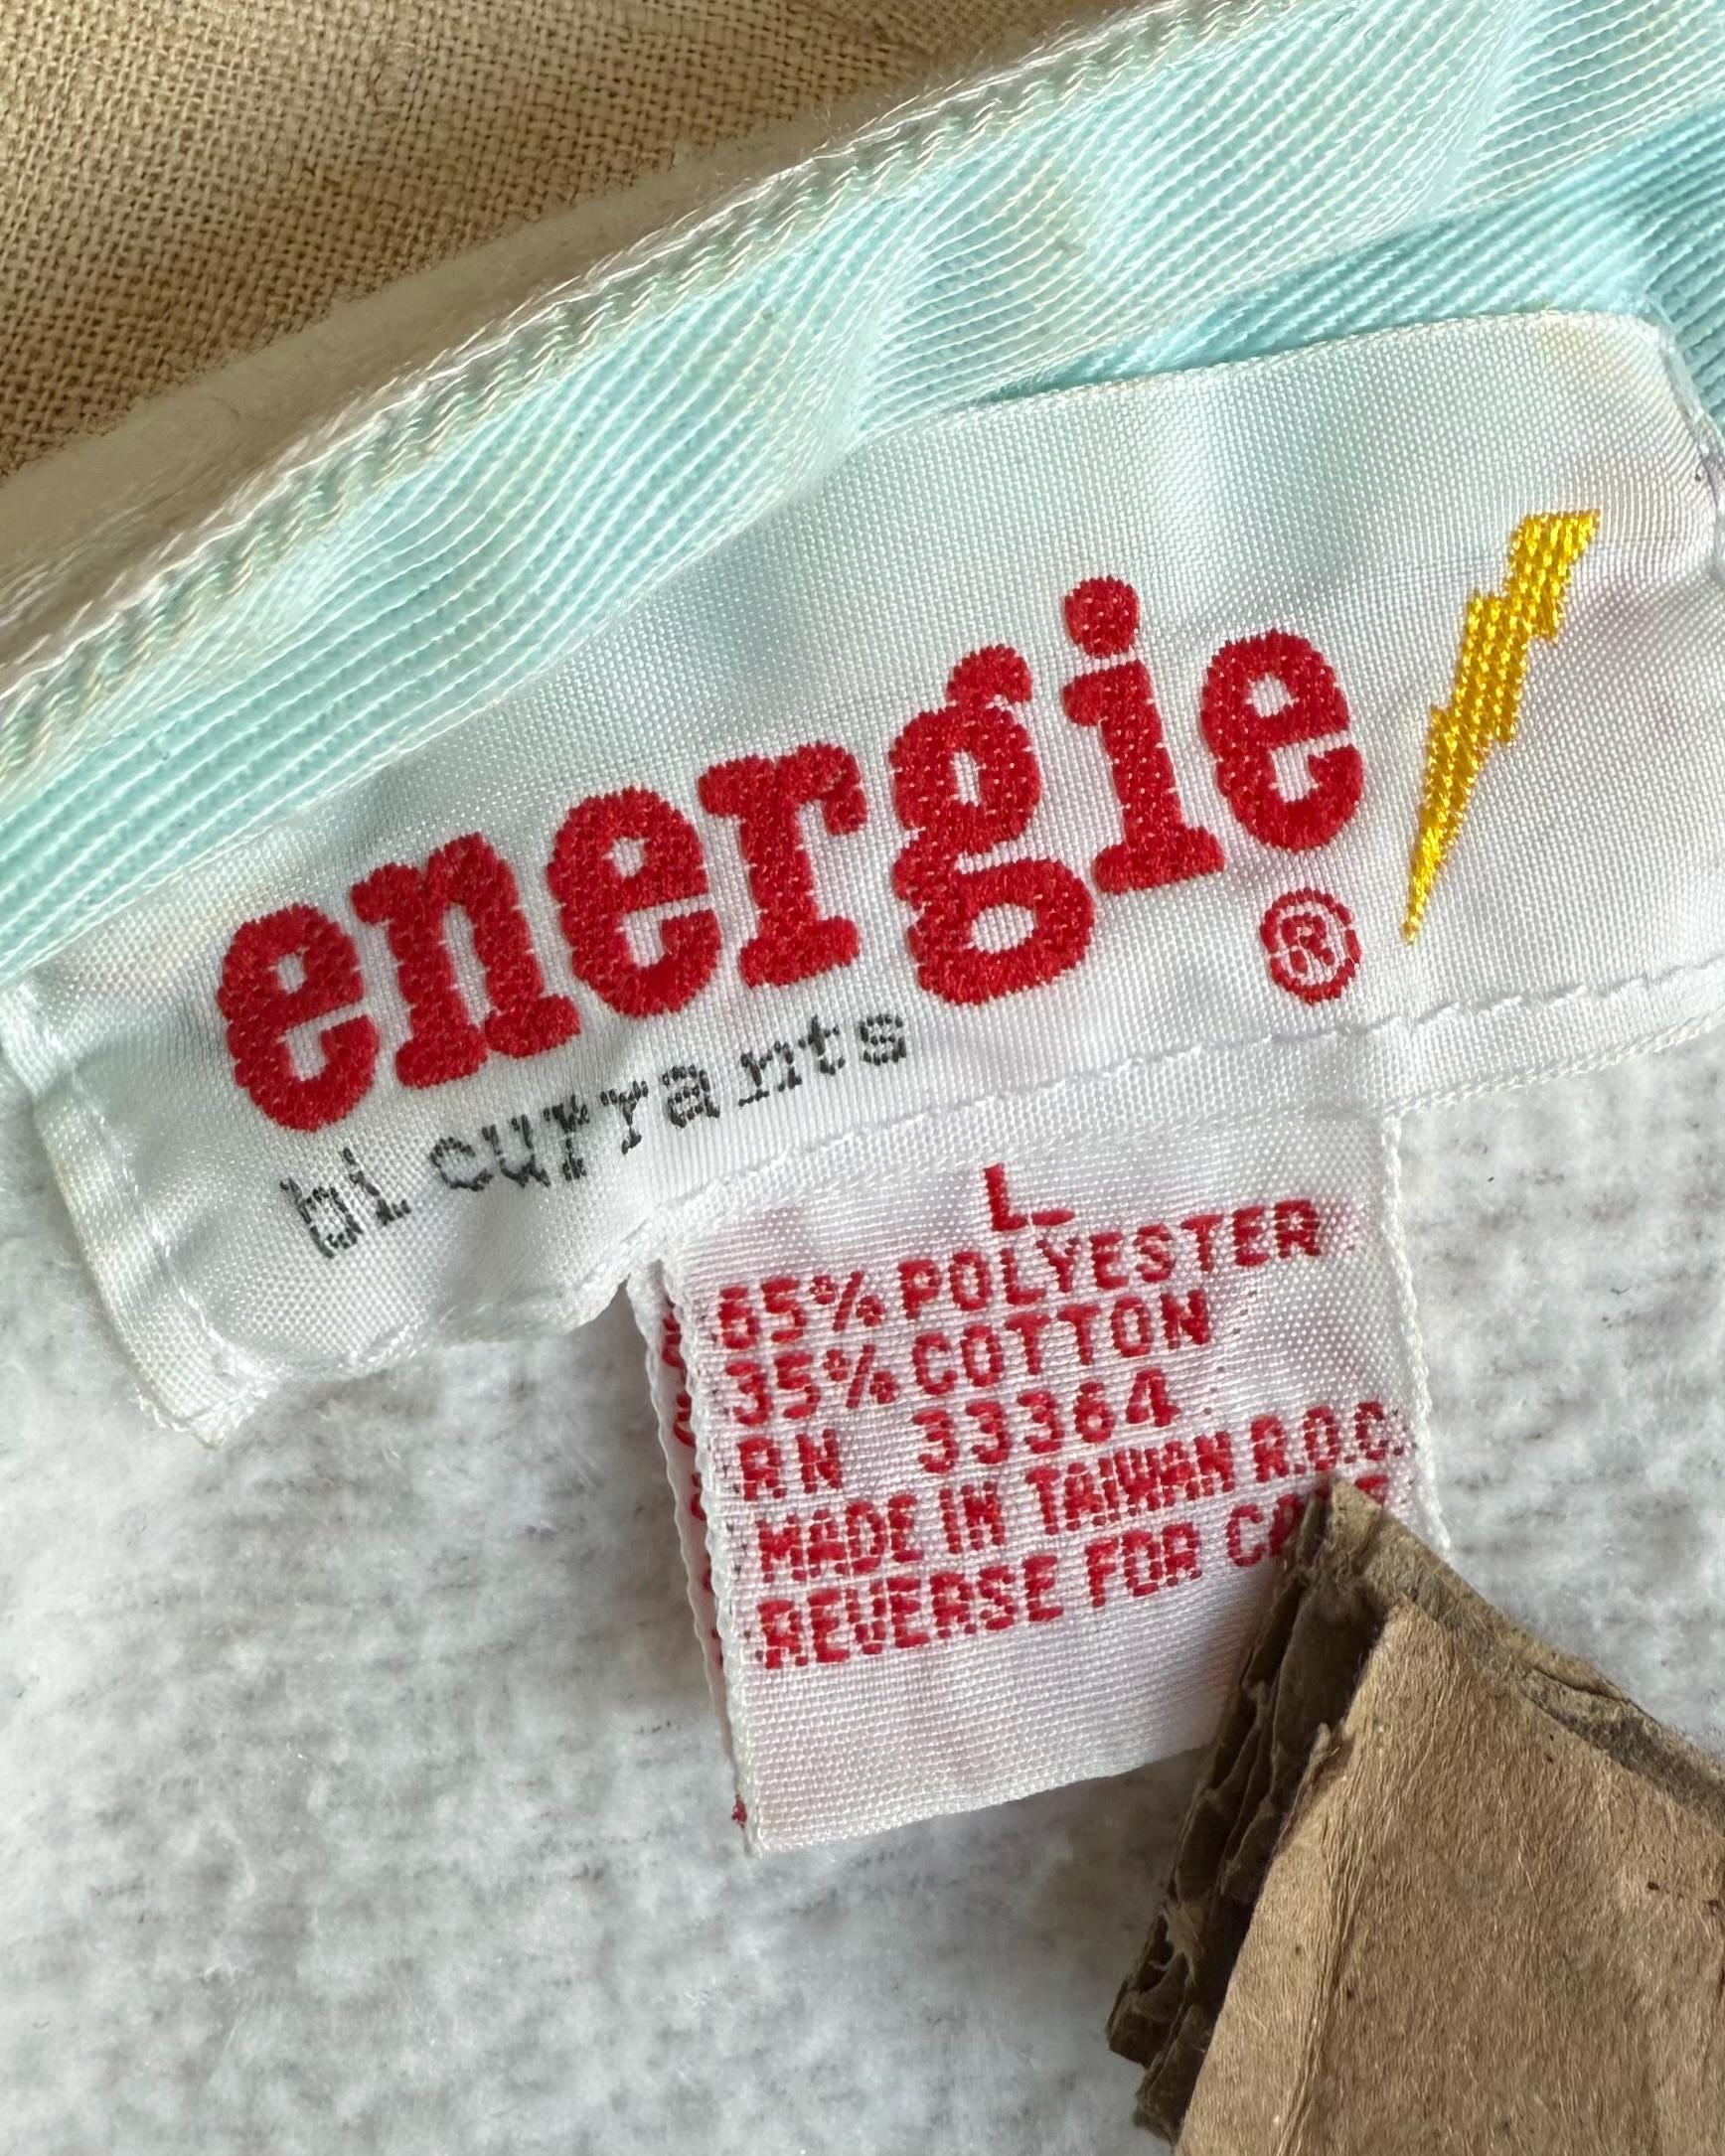 energie
®
bi currants
L
65% POLYESTER
35% COTTON
RN 33364
MADE IN TAIWAN R.O.C.
REVERSE FOR